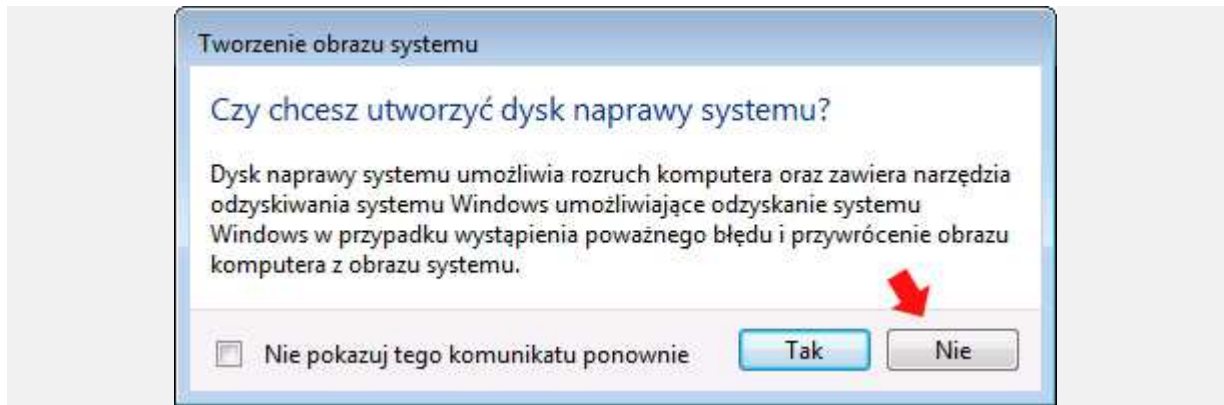 Tworzenie obrazu systemu
Czy chcesz utworzyć dysk naprawy systemu?
Dysk naprawy systemu umożliwia rozruch komputera oraz zawiera narzędzia
odzyskiwania systemu Windows umożliwiające odzyskanie systemu
Windows w przypadku wystąpienia poważnego błędu i przywrócenie obrazu
komputera z obrazu systemu.
Nie pokazuj tego komunikatu ponownie Tak Nie